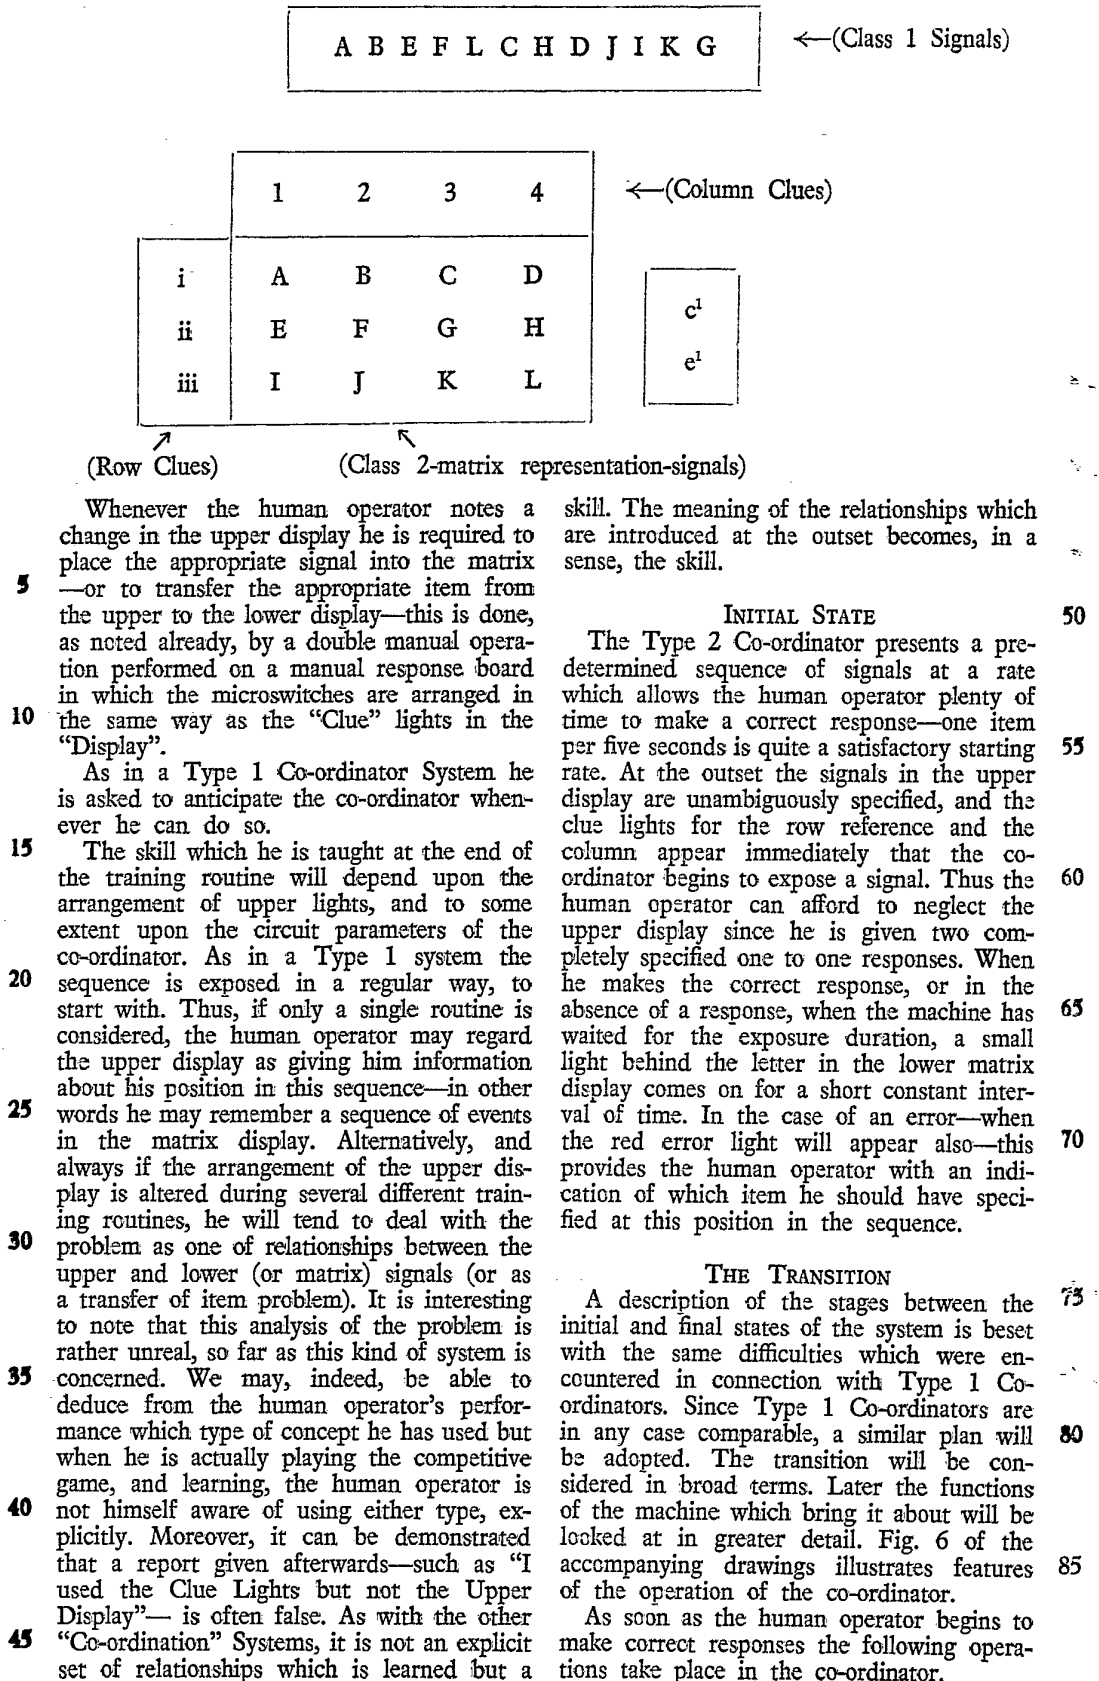 A B E F L C H D J I K G ←(Class 1 Signals)
1 2 3 4 ←(Column Clues)
i A B C D
ii E F G H
iii I J K L
c¹
e¹
(Row Clues) (Class 2-matrix representation-signals)
Whenever the human operator notes a
change in the upper display he is required to
place the appropriate signal into the matrix
5 —or to transfer the appropriate item from
the upper to the lower display—this is done,
as noted already, by a double manual opera-
tion performed on a manual response board
in which the microswitches are arranged in
10 the same way as the “Clue” lights in the
“Display”.
As in a Type 1 Co-ordinator System he
is asked to anticipate the co-ordinator when-
ever he can do so.
15 The skill which he is taught at the end of
the training routine will depend upon the
arrangement of upper lights, and to some
extent upon the circuit parameters of the
co-ordinator. As in a Type 1 system the
20 sequence is exposed in a regular way, to
start with. Thus, if only a single routine is
considered, the human operator may regard
the upper display as giving him information
about his position in this sequence—in other
25 words he may remember a sequence of events
in the matrix display. Alternatively, and
always if the arrangement of the upper dis-
play is altered during several different train-
ing routines, he will tend to deal with the
30 problem as one of relationships between the
upper and lower (or matrix) signals (or as
a transfer of item problem). It is interesting
to note that this analysis of the problem is
rather unreal, so far as this kind of system is
35 concerned. We may, indeed, be able to
deduce from the human operator's perfor-
mance which type of concept he has used but
when he is actually playing the competitive
game, and learning, the human operator is
40 not himself aware of using either type, ex-
plicitly. Moreover, it can be demonstrated
that a report given afterwards—such as “I
used the Clue Lights but not the Upper
Display”— is often false. As with the other
45 “Co-ordination” Systems, it is not an explicit
set of relationships which is learned but a
skill. The meaning of the relationships which
are introduced at the outset becomes, in a
sense, the skill.
INITIAL STATE 50
The Type 2 Co-ordinator presents a pre-
determined sequence of signals at a rate
which allows the human operator plenty of
time to make a correct response—one item
per five seconds is quite a satisfactory starting 55
rate. At the outset the signals in the upper
display are unambiguously specified, and the
clue lights for the row reference and the
column appear immediately that the co-
ordinator begins to expose a signal. Thus the 60
human operator can afford to neglect the
upper display since he is given two com-
pletely specified one to one responses. When
he makes the correct response, or in the
absence of a response, when the machine has 65
waited for the exposure duration, a small
light behind the letter in the lower matrix
display comes on for a short constant inter-
val of time. In the case of an error—when
the red error light will appear also—this 70
provides the human operator with an indi-
cation of which item he should have speci-
fied at this position in the sequence.
THE TRANSITION
A description of the stages between the 75
initial and final states of the system is beset
with the same difficulties which were en-
countered in connection with Type 1 Co-
ordinators. Since Type 1 Co-ordinators are
in any case comparable, a similar plan will 80
be adopted. The transition will be con-
sidered in broad terms. Later the functions
of the machine which bring it about will be
looked at in greater detail. Fig. 6 of the
accompanying drawings illustrates features 85
of the operation of the co-ordinator.
As soon as the human operator begins to
make correct responses the following opera-
tions take place in the co-ordinator.